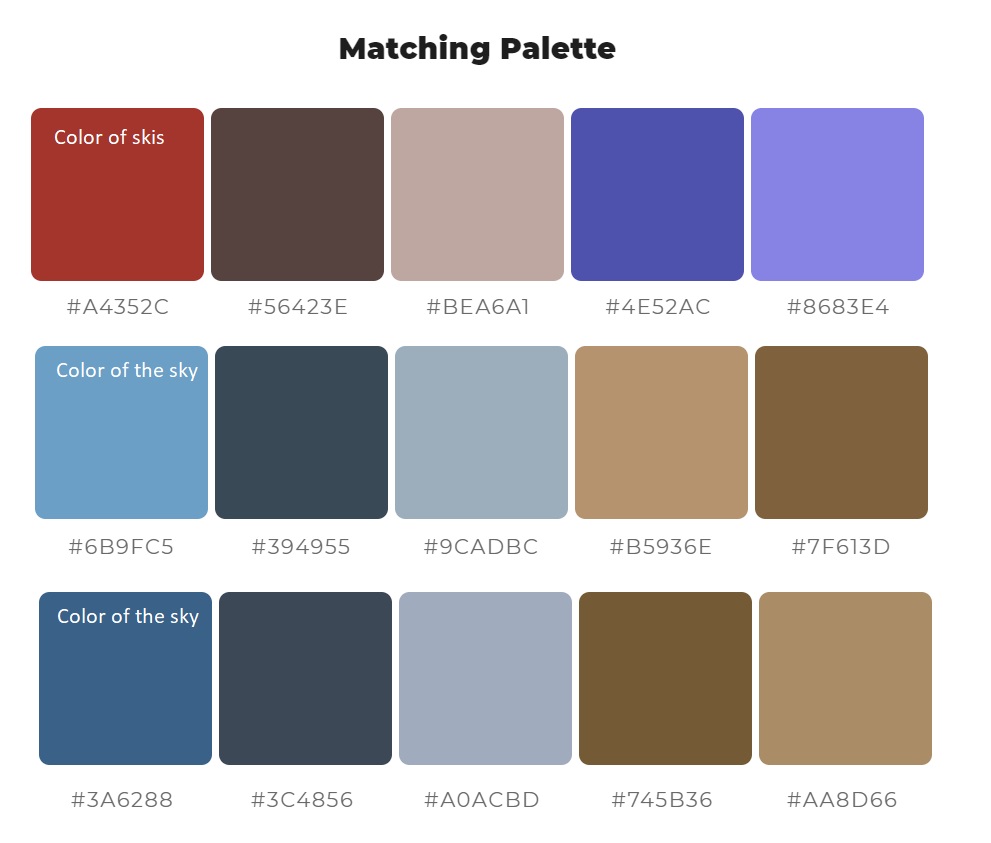 Matching Palette
Color of skis
#A4352C #56423E #BEA6A1 #4E52AC #8683E4
Color of the sky
#6B9FC5 #394955 #9CADBC #B5936E #7F613D
Color of the sky
#3A6288 #3C4856 #A0ACBD #745B36 #AA8D66